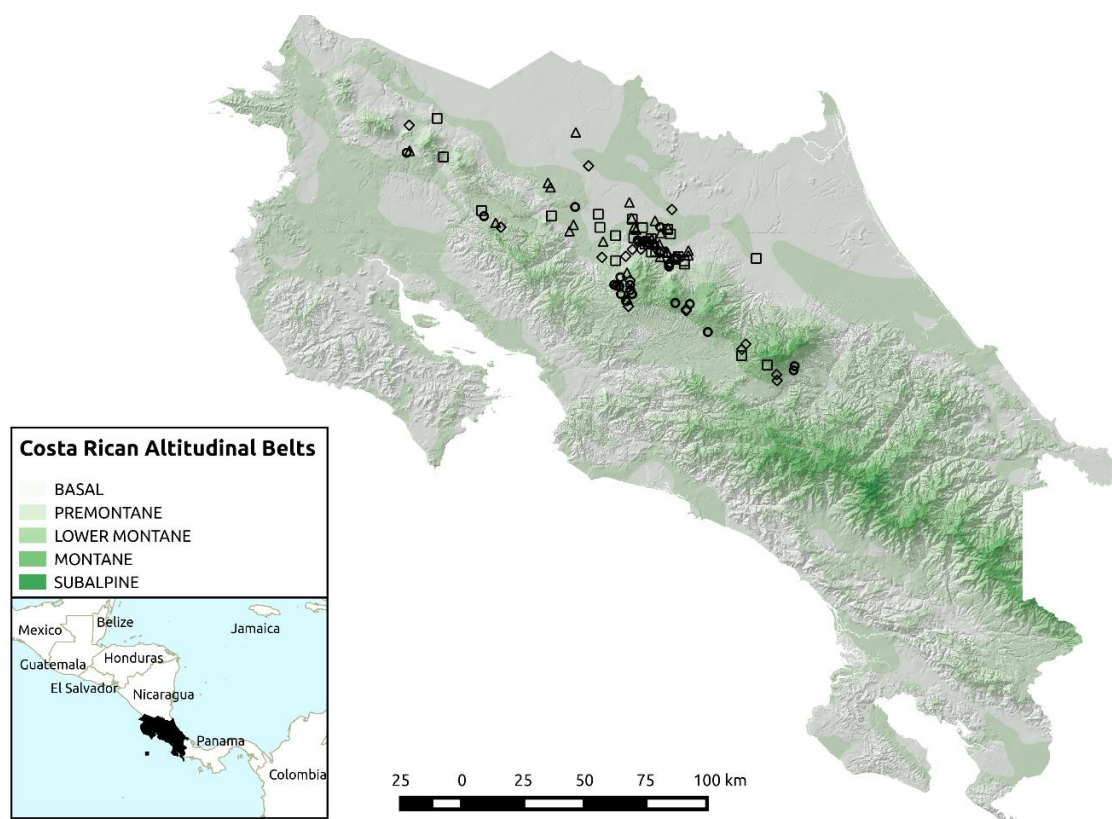 Costa Rican Altitudinal Belts
BASAL
PREMONTANE
LOWER MONTANE
MONTANE
SUBALPINE
Mexico
Belize
Jamaica
Guatemala
Honduras
El Salvador
Nicaragua
Panama
Colombia
25 0 25 50 75 100 km